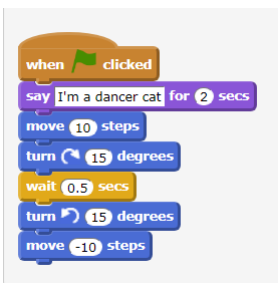 when clicked
say I'm a dancer cat for 2 secs
move 10 steps
turn 15 degrees
wait 0.5 secs
turn 15 degrees
move -10 steps